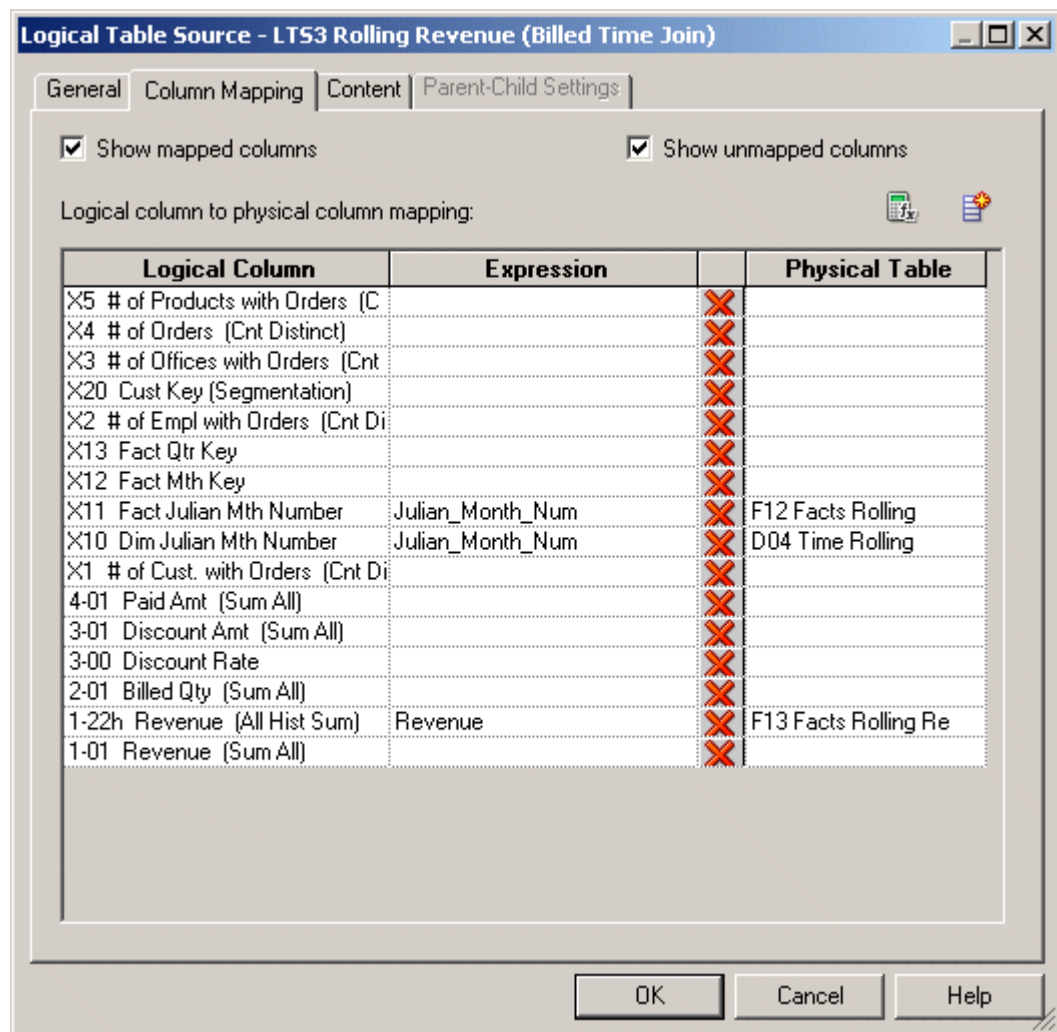 Logical Table Source - LTS3 Rolling Revenue (Billed Time Join)
General Column Mapping Content Parent-Child Settings
Show mapped columns Show unmapped columns
Logical column to physical column mapping:
Logical Column Expression Physical Table
X5 # of Products with Orders (C
X4 # of Orders (Cnt Distinct)
X3 # of Offices with Orders (Cnt
X20 Cust Key (Segmentation)
X2 # of Empl with Orders (Cnt Di
X13 Fact Qtr Key
X12 Fact Mth Key
X11 Fact Julian Mth Number Julian_Month_Num F12 Facts Rolling
X10 Dim Julian Mth Number Julian_Month_Num D04 Time Rolling
X1 # of Cust. with Orders (Cnt Di
4-01 Paid Amt (Sum All)
3-01 Discount Amt (Sum All)
3-00 Discount Rate
2-01 Billed Qty (Sum All)
1-22h Revenue (All Hist Sum) Revenue F13 Facts Rolling Re
1-01 Revenue (Sum All)
OK Cancel Help